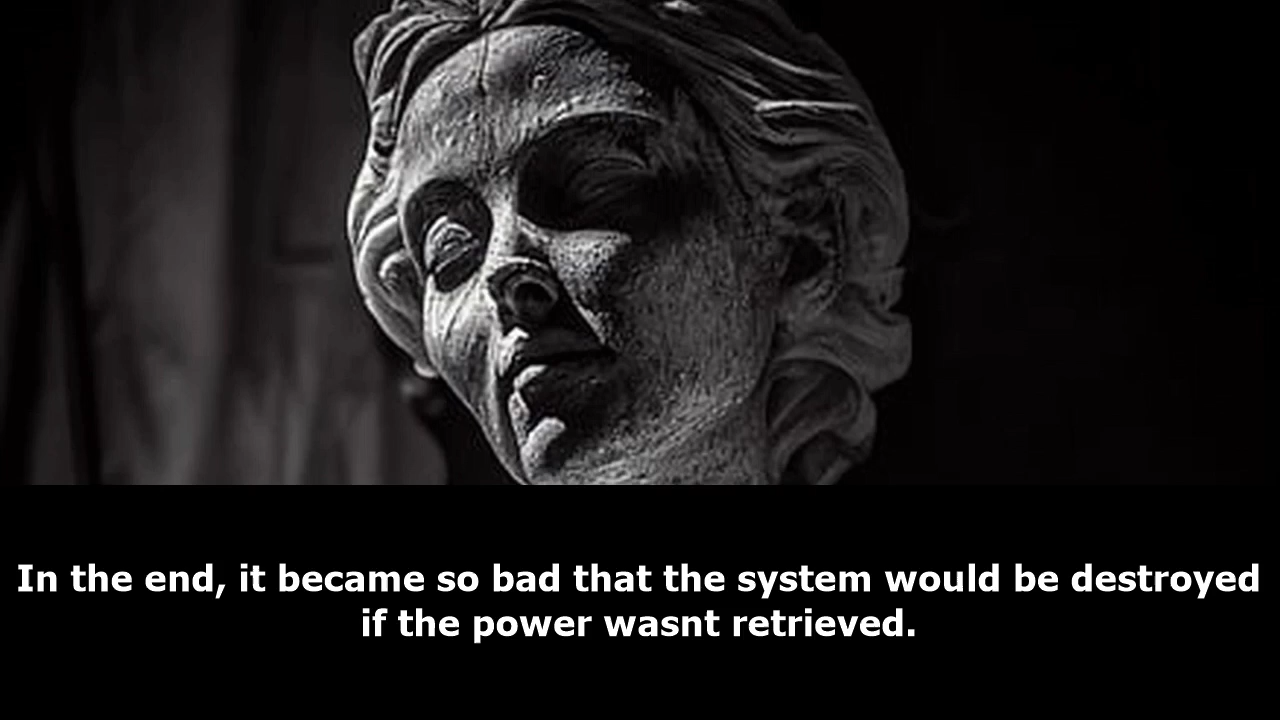 In the end, it became so bad that the system would be destroyed
if the power wasnt retrieved.